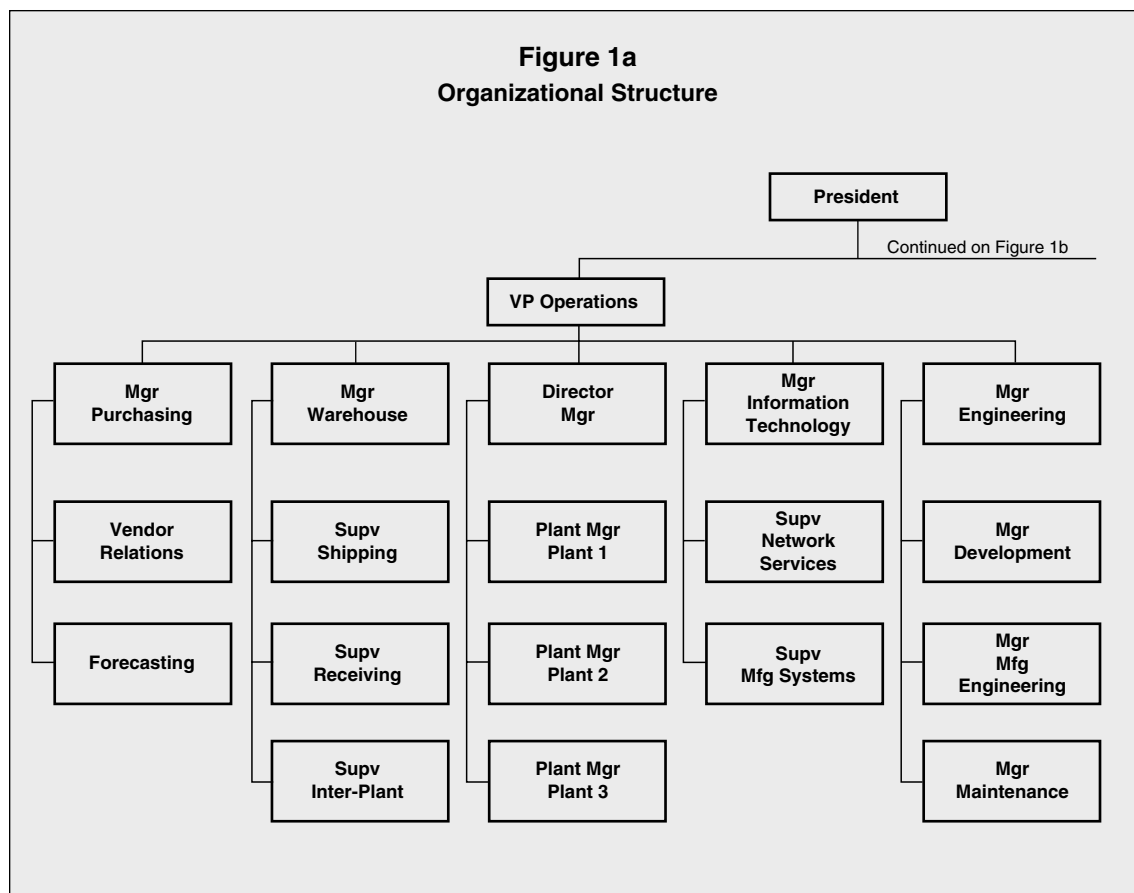 Figure 1a
Organizational Structure
President
Continued on Figure 1b
VP Operations
Mgr
Purchasing
Mgr
Warehouse
Director
Mgr
Mgr
Information
Technology
Mgr
Engineering
Vendor
Relations
Supv
Shipping
Plant Mgr
Plant 1
Supv
Network
Services
Mgr
Development
Forecasting
Supv
Receiving
Plant Mgr
Plant 2
Supv
Mfg Systems
Mgr
Mfg
Engineering
Supv
Inter-Plant
Plant Mgr
Plant 3
Mgr
Maintenance